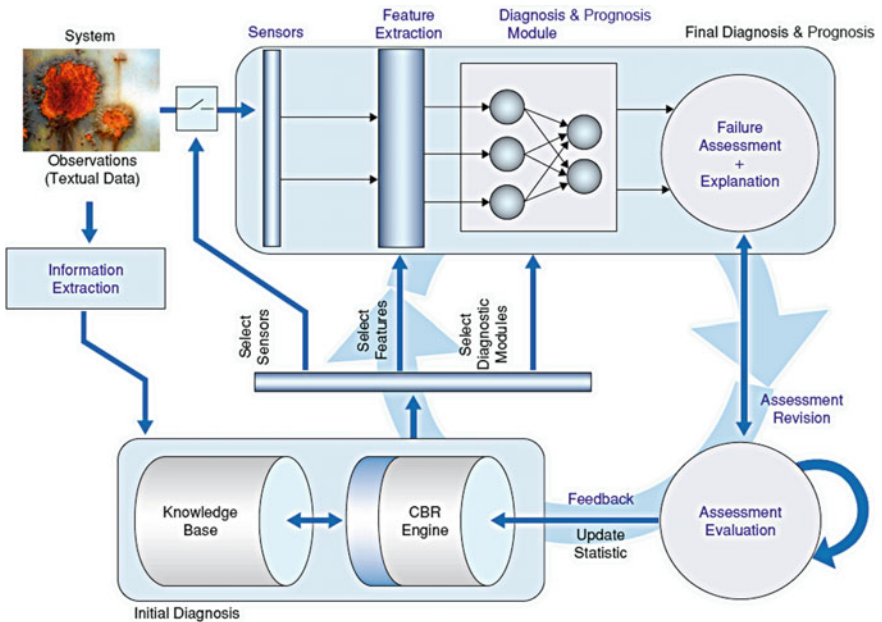 System
Sensors
Feature
Extraction
Diagnosis & Prognosis
Module
Final Diagnosis & Prognosis
Observations
(Textual Data)
Failure
Assessment
+
Explanation
Information
Extraction
Select
Sensors
Select
Features
Select
Diagnostic
Modules
Assessment
Revision
Knowledge
Base
CBR
Engine
Feedback
Update
Statistic
Assessment
Evaluation
Initial Diagnosis